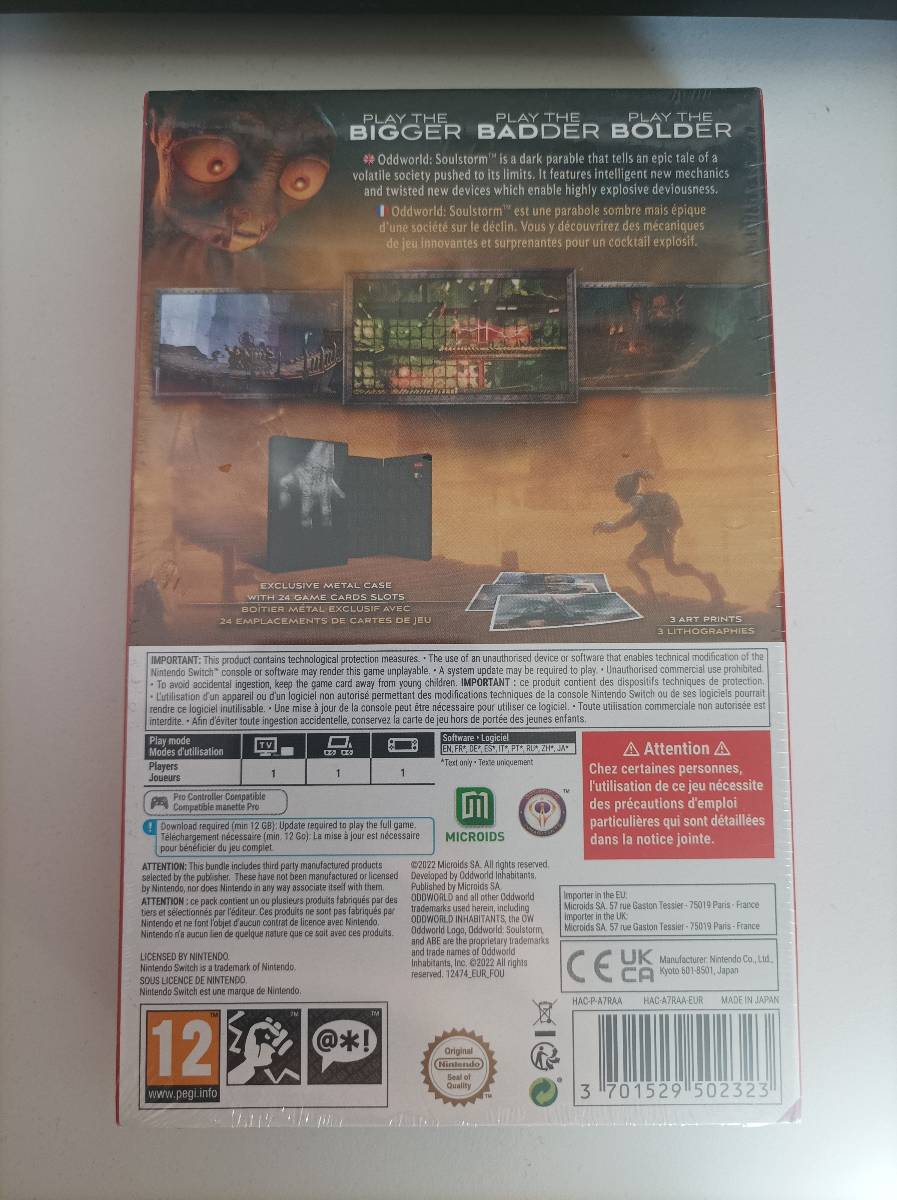 PLAY THE PLAY THE PLAY THE
BIGGER BADDER BOLDER
Oddworld: Soulstorm™ is a dark parable that tells an epic tale of a
volatile society pushed to its limits. It features intelligent new mechanics
and twisted new devices which enable highly explosive deviousness.
Oddworld: Soulstorm™ est une parabole sombre mais épique
d'une société sur le déclin. Vous y découvrirez des mécaniques
de jeu innovantes et surprenantes pour un cocktail explosif.
EXCLUSIVE METAL CASE
WITH 24 GAME CARDS SLOTS
BOÎTIER MÉTAL EXCLUSIF AVEC
24 EMPLACEMENTS DE CARTES DE JEU
3 ART PRINTS
3 LITHOGRAPHIES
IMPORTANT: This product contains technological protection measures. • The use of an unauthorised device or software that enables technical modification of the
Nintendo Switch™ console or software may render this game unplayable. • A system update may be required to play. • Unauthorised commercial use prohibited.
• To avoid accidental ingestion, keep the game card away from young children. IMPORTANT : ce produit contient des dispositifs techniques de protection.
• L'utilisation d'un appareil ou d'un logiciel non autorisé permettant des modifications techniques de la console Nintendo Switch ou de ses logiciels pourrait
rendre ce logiciel inutilisable. • Une mise à jour de la console peut être nécessaire pour utiliser ce logiciel. • Toute utilisation commerciale non autorisée est
interdite. • Afin d'éviter toute ingestion accidentelle, conservez la carte de jeu hors de portée des jeunes enfants.
Play mode
Modes d'utilisation
TV
Players
Joueurs
1 1 1
Software • Logiciel
EN, FR*, DE*, ES*, IT*, PT*, RU*, ZH*, JA*
*Text only • Texte uniquement
Pro Controller Compatible
Compatible manette Pro
! Download required (min 12 GB): Update required to play the full game.
Téléchargement nécessaire (min. 12 Go): La mise à jour est nécessaire
pour bénéficier du jeu complet.
MICROIDS
TM
Attention
Chez certaines personnes,
l'utilisation de ce jeu nécessite
des précautions d'emploi
particulières qui sont détaillées
dans la notice jointe.
ATTENTION: This bundle includes third party manufactured products
selected by the publisher. These have not been manufactured or licensed
by Nintendo, nor does Nintendo in any way associate itself with them.
ATTENTION : ce pack contient un ou plusieurs produits fabriqués par des
tiers et sélectionnés par l'éditeur. Ces produits ne sont pas fabriqués par
Nintendo et ne font l'objet d'aucun contrat de licence avec Nintendo.
Nintendo n'a aucun lien de quelque nature que ce soit avec ces produits.
LICENSED BY NINTENDO.
Nintendo Switch is a trademark of Nintendo.
SOUS LICENCE DE NINTENDO.
Nintendo Switch est une marque de Nintendo.
©2022 Microids SA. All rights reserved.
Developed by Oddworld Inhabitants.
Published by Microids SA.
ODDWORLD and all other Oddworld
trademarks used herein, including
ODDWORLD INHABITANTS, the OW
Oddworld Logo, Oddworld: Soulstorm,
and ABE are the proprietary trademarks
and trade names of Oddworld
Inhabitants, Inc. ©2022 All rights
reserved. 12474_EUR_FOU
Importer in the EU:
Microids SA. 57 rue Gaston Tessier - 75019 Paris - France
Importer in the UK:
Microids SA. 57 rue Gaston Tessier - 75019 Paris - France
CE UK CA
Manufacturer: Nintendo Co., Ltd.,
Kyoto 601-8501, Japan
HAC-P-A7RAA HAC-A7RAA-EUR MADE IN JAPAN
12
www.pegi.info
@*!
Original
Nintendo
Seal of
Quality
3 701529 502323